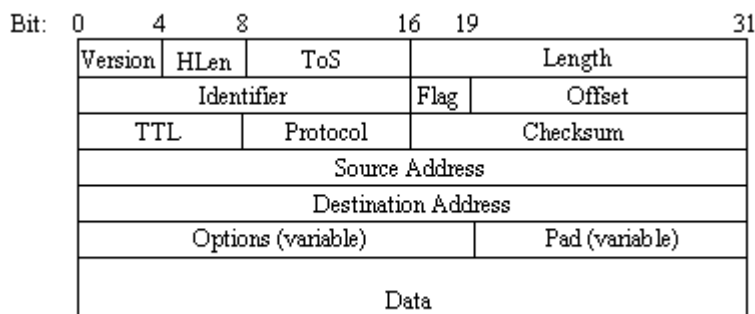 Bit: 0 4 8 16 19 31
Version HLen ToS Length
Identifier Flag Offset
TTL Protocol Checksum
Source Address
Destination Address
Options (variable) Pad (variable)
Data